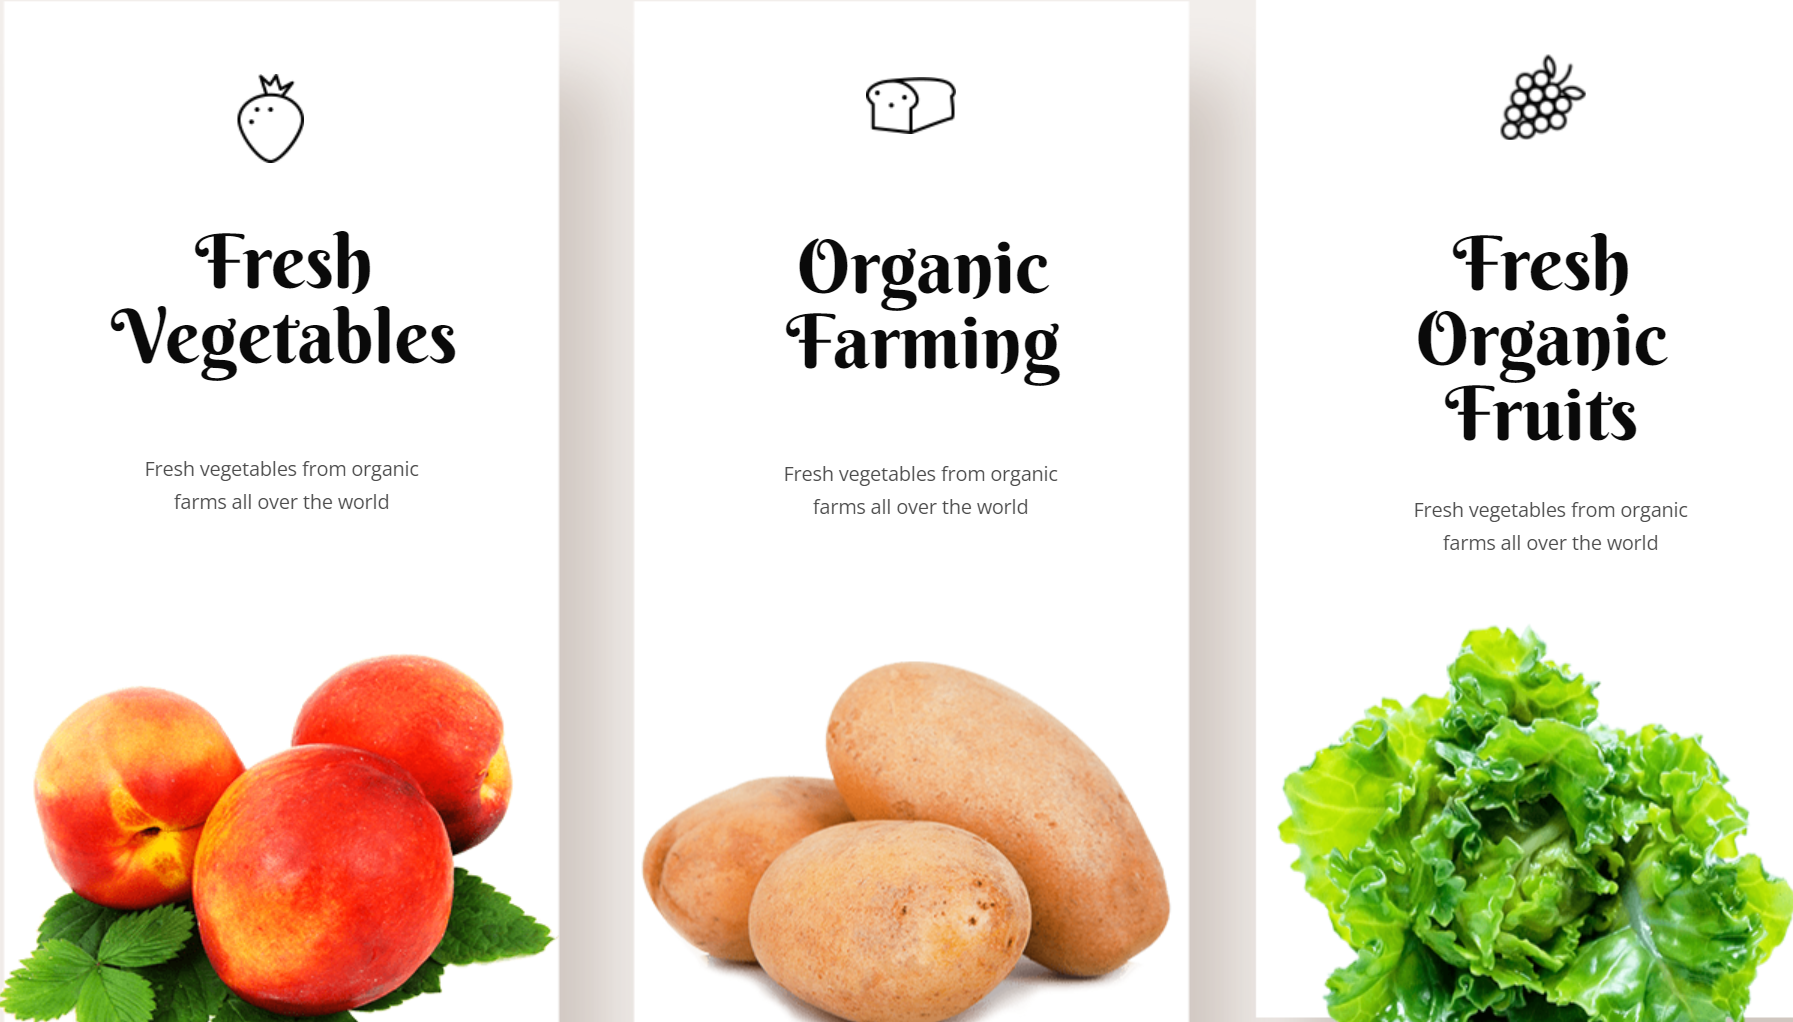 Fresh
Vegetables
Fresh vegetables from organic
farms all over the world
Organic
Farming
Fresh vegetables from organic
farms all over the world
Fresh
Organic
Fruits
Fresh vegetables from organic
farms all over the world